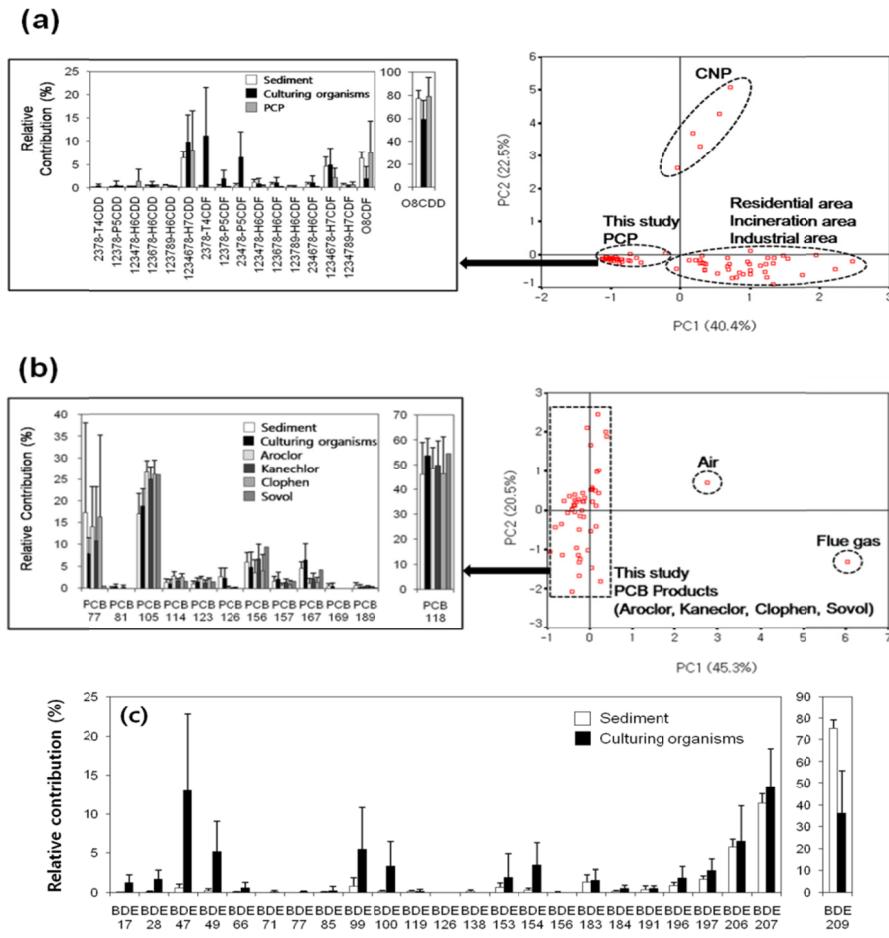 (a)
Relative
Contribution (%)
25
20
15
10
5
0
Sediment
Culturing organisms
PCP
100
80
60
40
20
0
2378-T4CDD
12378-P5CDD
123478-H6CDD
123678-H6CDD
123789-H6CDD
1234678-H7CDD
2378-T4CDF
12378-P5CDF
23478-P5CDF
123478-H6CDF
123678-H6CDF
123789-H6CDF
234678-H6CDF
1234678-H7CDF
1234789-H7CDF
O8CDF
O8CDD
PC2 (22.5%)
6
5
4
3
2
1
0
-1
CNP
This study
PCP
Residential area
Incineration area
Industrial area
-2
-1
0
1
2
3
PC1 (40.4%)
(b)
Relative Contribution (%)
40
35
30
25
20
15
10
5
0
Sediment
Culturing organisms
Aroclor
Kanechlor
Clophen
Sovol
70
60
50
40
30
20
10
0
PCB PCB PCB PCB PCB PCB PCB PCB PCB PCB PCB
77 81 105 114 123 126 156 157 167 169 189
PCB
118
PC2 (20.5%)
3
2
1
0
-1
-2
-3
Air
Flue gas
This study
PCB Products
(Aroclor, Kaneclor, Clophen, Sovol)
-1 0 1 2 3 4 5 6 7
PC1 (45.3%)
(c)
Relative contribution (%)
25
20
15
10
5
0
Sediment
Culturing organisms
90
80
70
60
50
40
30
20
10
0
BDE BDE BDE BDE BDE BDE BDE BDE BDE BDE BDE BDE BDE BDE BDE BDE BDE BDE BDE BDE BDE BDE BDE
17 28 47 49 66 71 77 85 99 100 119 126 138 153 154 156 183 184 191 196 197 206 207
BDE
209